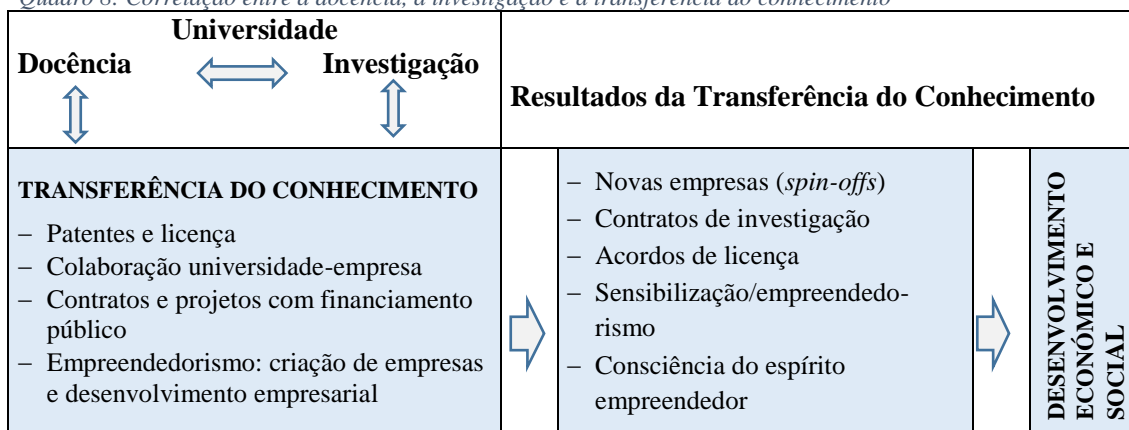 Quadro 8: Correlação entre a docência, a investigação e a transferência do conhecimento
Universidade
Docência Investigação
Resultados da Transferência do Conhecimento
TRANSFERÊNCIA DO CONHECIMENTO
– Patentes e licença
– Colaboração universidade-empresa
– Contratos e projetos com financiamento
público
– Empreendedorismo: criação de empresas
e desenvolvimento empresarial
– Novas empresas (spin-offs)
– Contratos de investigação
– Acordos de licença
– Sensibilização/empreendedo-
rismo
– Consciência do espírito
empreendedor
DESENVOLVIMENTO
ECONÓMICO E
SOCIAL